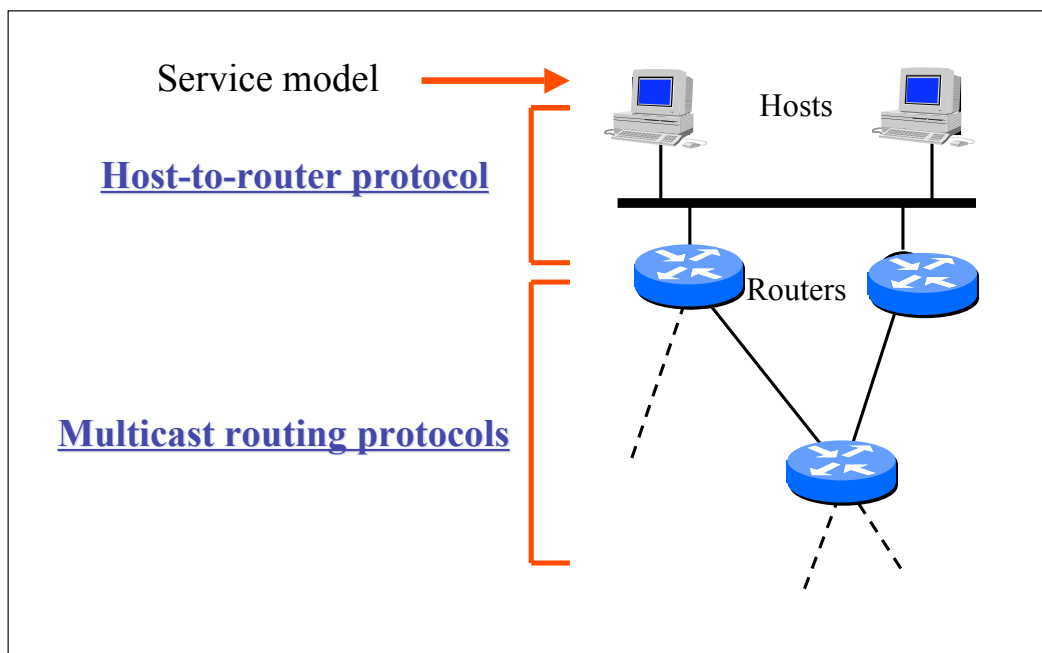 Service model
Hosts
Host-to-router protocol
Routers
Multicast routing protocols